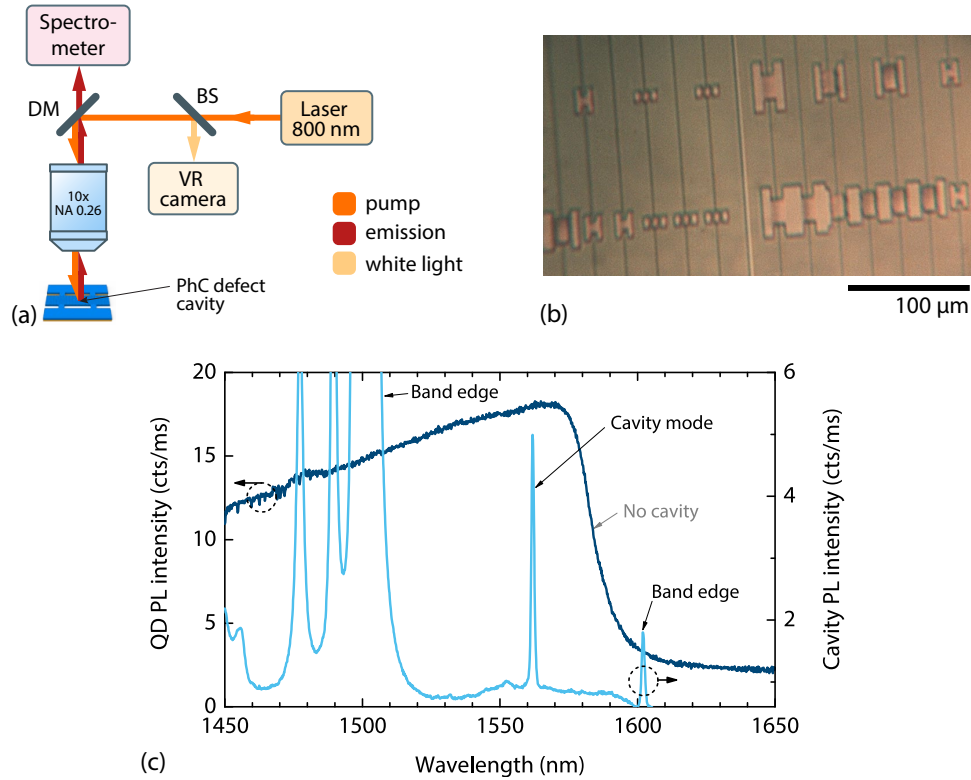 Spectro-
meter
DM
BS
Laser
800 nm
10x
NA 0.26
VR
camera
pump
emission
white light
PhC defect
cavity
(a)
100 µm
(b)
20
15
10
5
0
QD PL intensity (cts/ms)
6
4
2
Cavity PL intensity (cts/ms)
Band edge
Cavity mode
No cavity
Band edge
1450
1500
1550
1600
1650
Wavelength (nm)
(c)